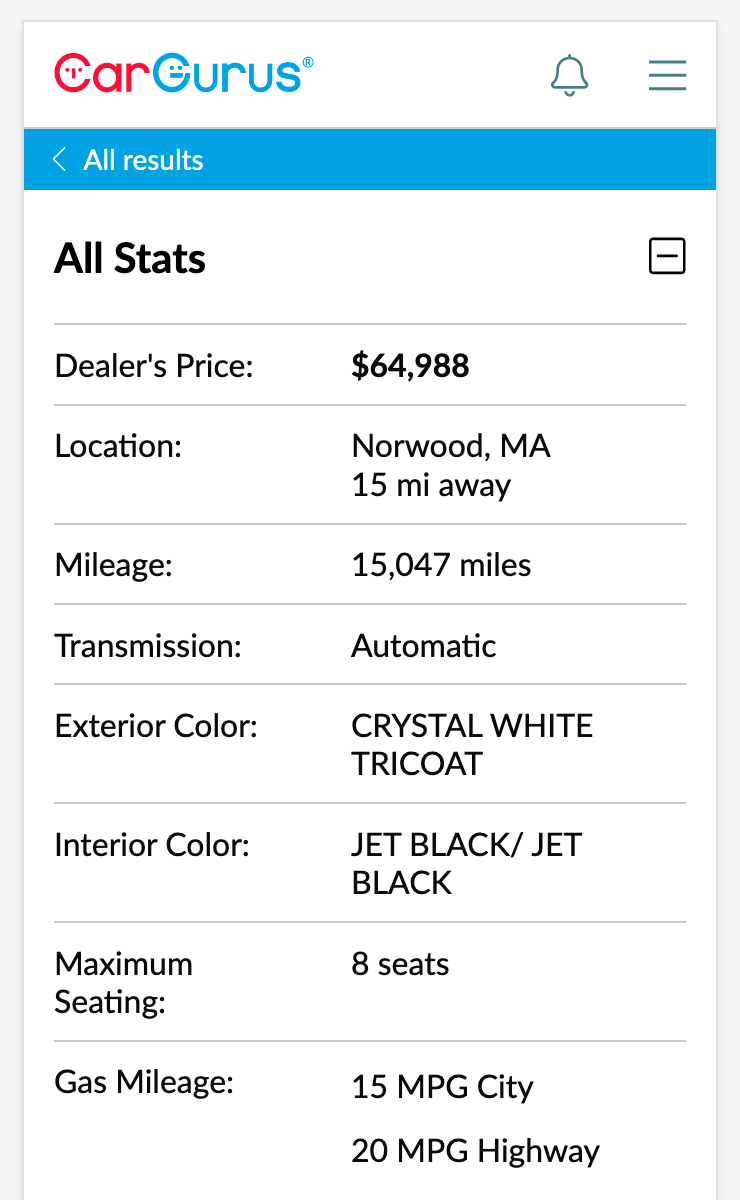 CarGurus®
All results
All Stats
Dealer's Price: $64,988
Location: Norwood, MA
15 mi away
Mileage: 15,047 miles
Transmission: Automatic
Exterior Color: CRYSTAL WHITE
TRICOAT
Interior Color: JET BLACK/ JET
BLACK
Maximum 8 seats
Seating:
Gas Mileage: 15 MPG City
20 MPG Highway